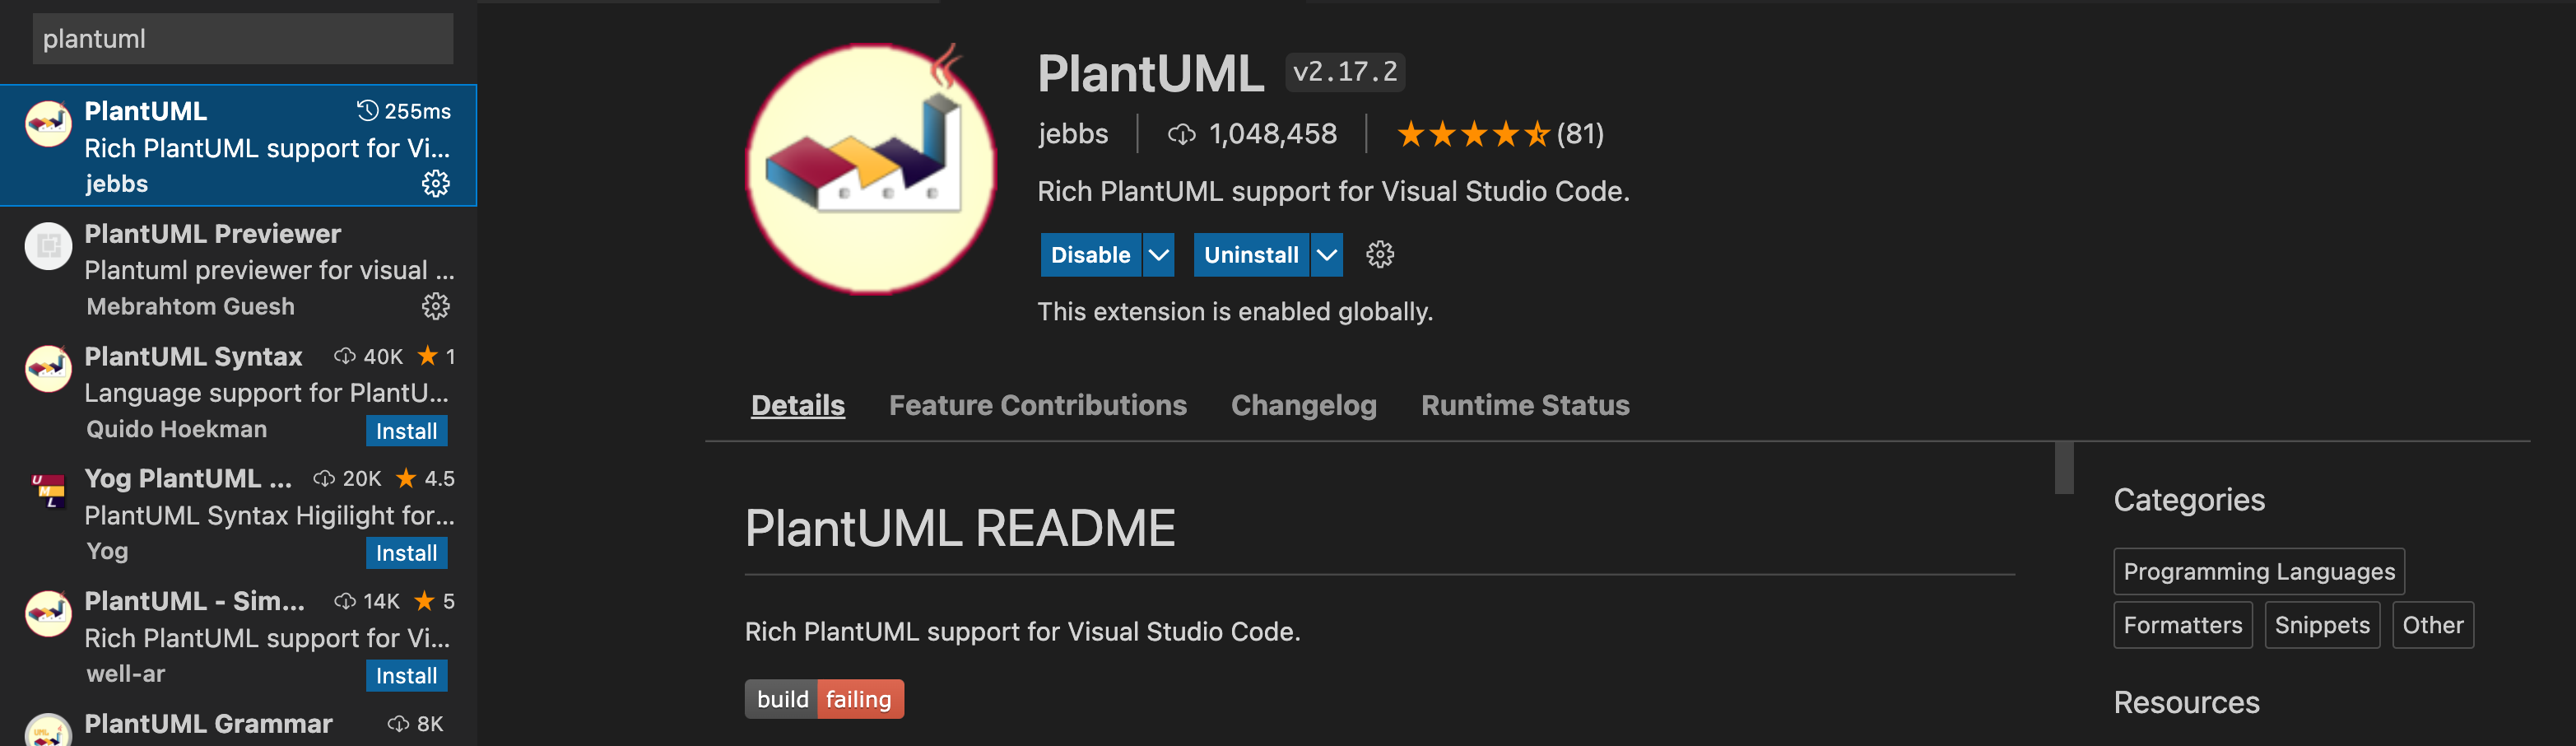 plantuml
PlantUML 255ms
Rich PlantUML support for Vi...
jebbs
PlantUML Previewer
Plantuml previewer for visual ...
Mebrahtom Guesh
PlantUML Syntax 40K ★ 1
Language support for PlantU...
Quido Hoekman Install
UML
Yog PlantUML ... 20K ★ 4.5
PlantUML Syntax Higilight for...
Yog Install
PlantUML - Sim... 14K ★ 5
Rich PlantUML support for Vi...
well-ar Install
PlantUML Grammar 8K
PlantUML v2.17.2
jebbs | 1,048,458 | (81)
Rich PlantUML support for Visual Studio Code.
Disable Uninstall
This extension is enabled globally.
Details Feature Contributions Changelog Runtime Status
PlantUML README
Rich PlantUML support for Visual Studio Code.
build failing
Categories
Programming Languages
Formatters Snippets Other
Resources